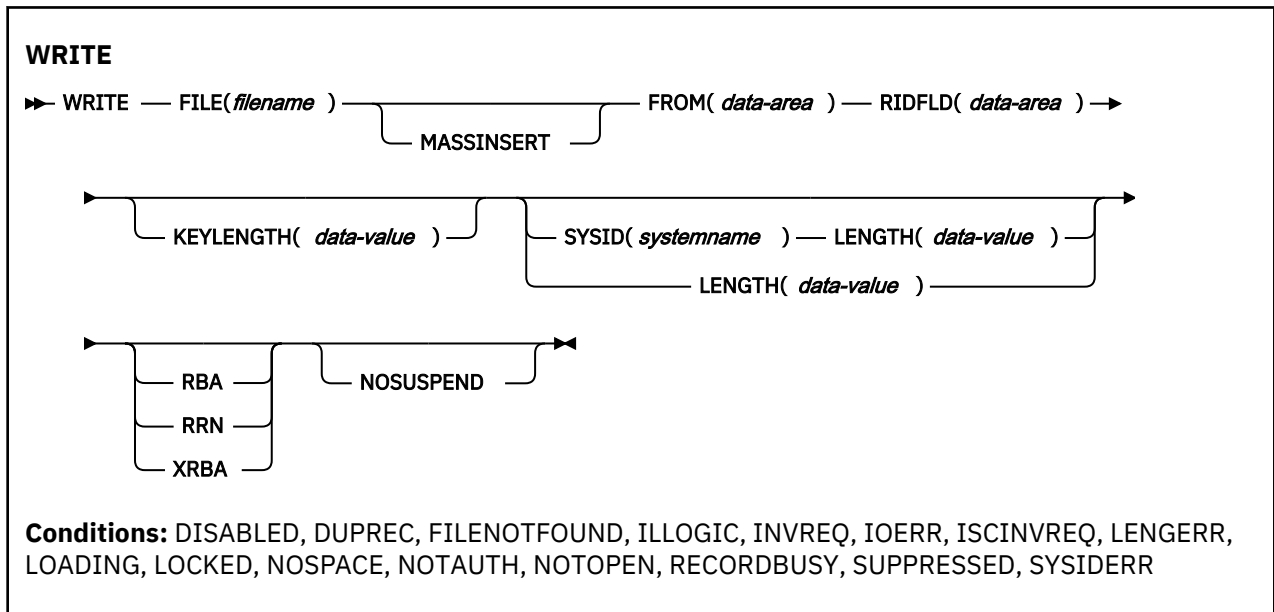 WRITE
WRITE FILE(filename ) FROM( data-area ) RIDFLD( data-area )
MASSINSERT
KEYLENGTH( data-value ) SYSID( systemname ) LENGTH( data-value )
LENGTH( data-value )
RBA NOSUSPEND
RRN
XRBA
Conditions: DISABLED, DUPREC, FILENOTFOUND, ILLOGIC, INVREQ, IOERR, ISCINVREQ, LENGERR,
LOADING, LOCKED, NOSPACE, NOTAUTH, NOTOPEN, RECORDBUSY, SUPPRESSED, SYSIDERR